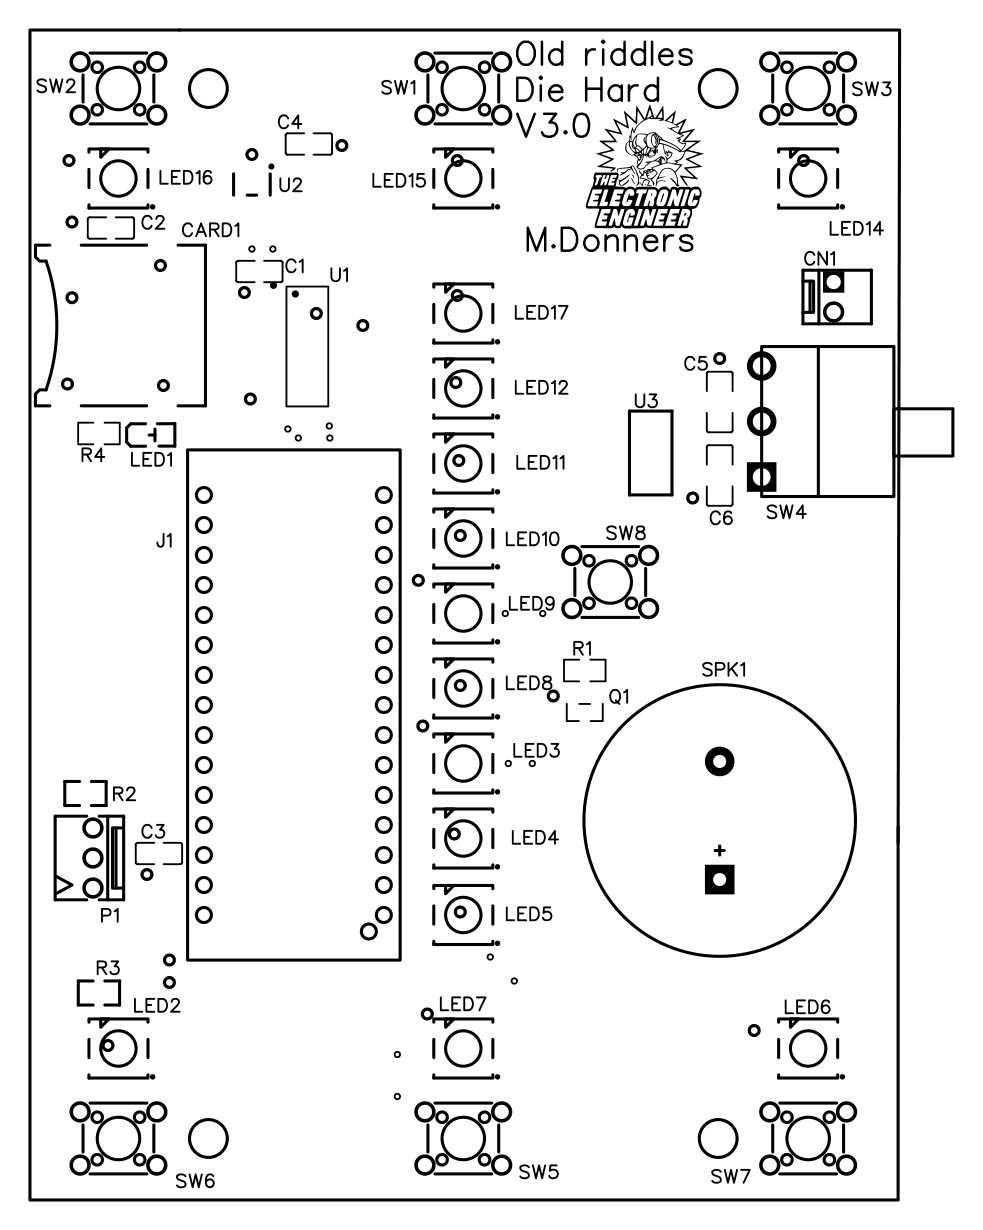 Old riddles
SW2
SW1
SW3
Die Hard
V3.0
C4
LED16
U2
LED15
THE
ELECTRONIC
ENGINEER
C2
CARD1
LED14
M.Donners
CN1
C1
U1
LED17
C5
LED12
U3
R4
LED1
LED11
SW4
C6
J1
LED10
SW8
LED9
R1
SPK1
LED8
Q1
LED3
R2
C3
LED4
+
P1
LED5
R3
LED2
LED7
LED6
SW6
SW5
SW7